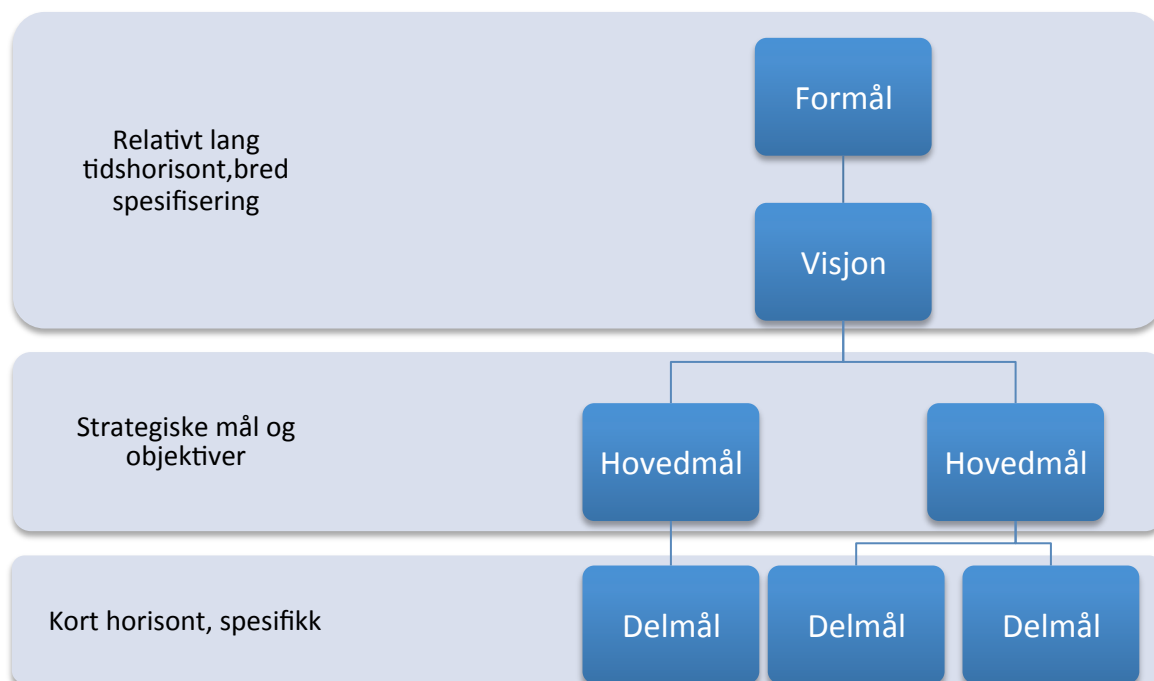 Formål
Relativt lang
tidshorisont,bred
spesifisering
Visjon
Strategiske mål og
objektiver
Hovedmål
Hovedmål
Kort horisont, spesifikk
Delmål
Delmål
Delmål